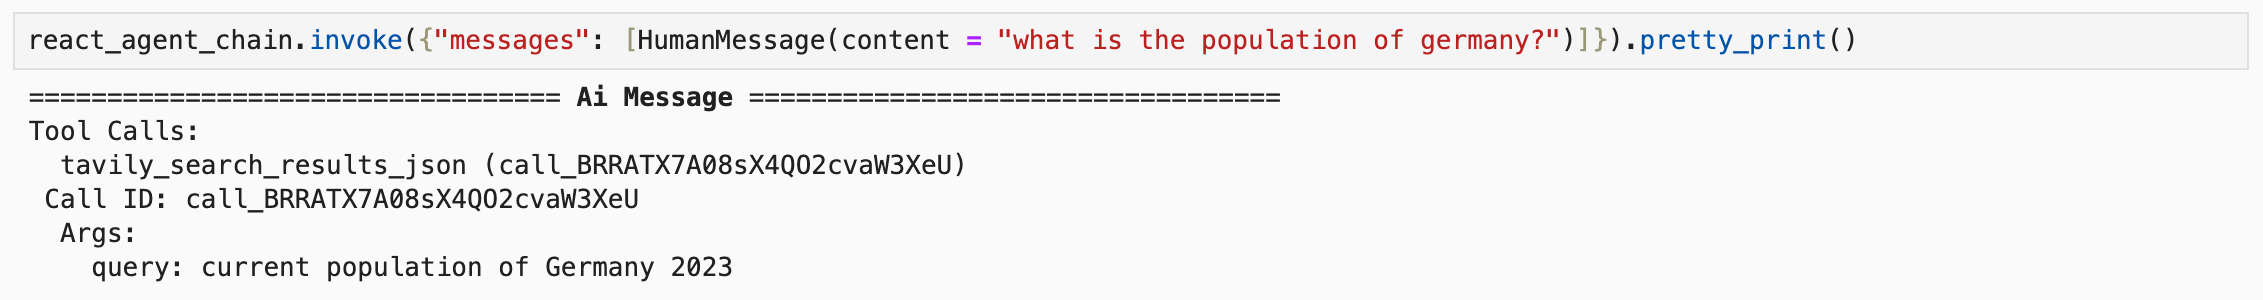 react_agent_chain.invoke({"messages": [HumanMessage(content = "what is the population of germany?")]}).pretty_print()
================================== Ai Message ==================================
Tool Calls:
  tavily_search_results_json (call_BRRATX7A08sX4QO2cvaW3XeU)
 Call ID: call_BRRATX7A08sX4QO2cvaW3XeU
  Args:
    query: current population of Germany 2023